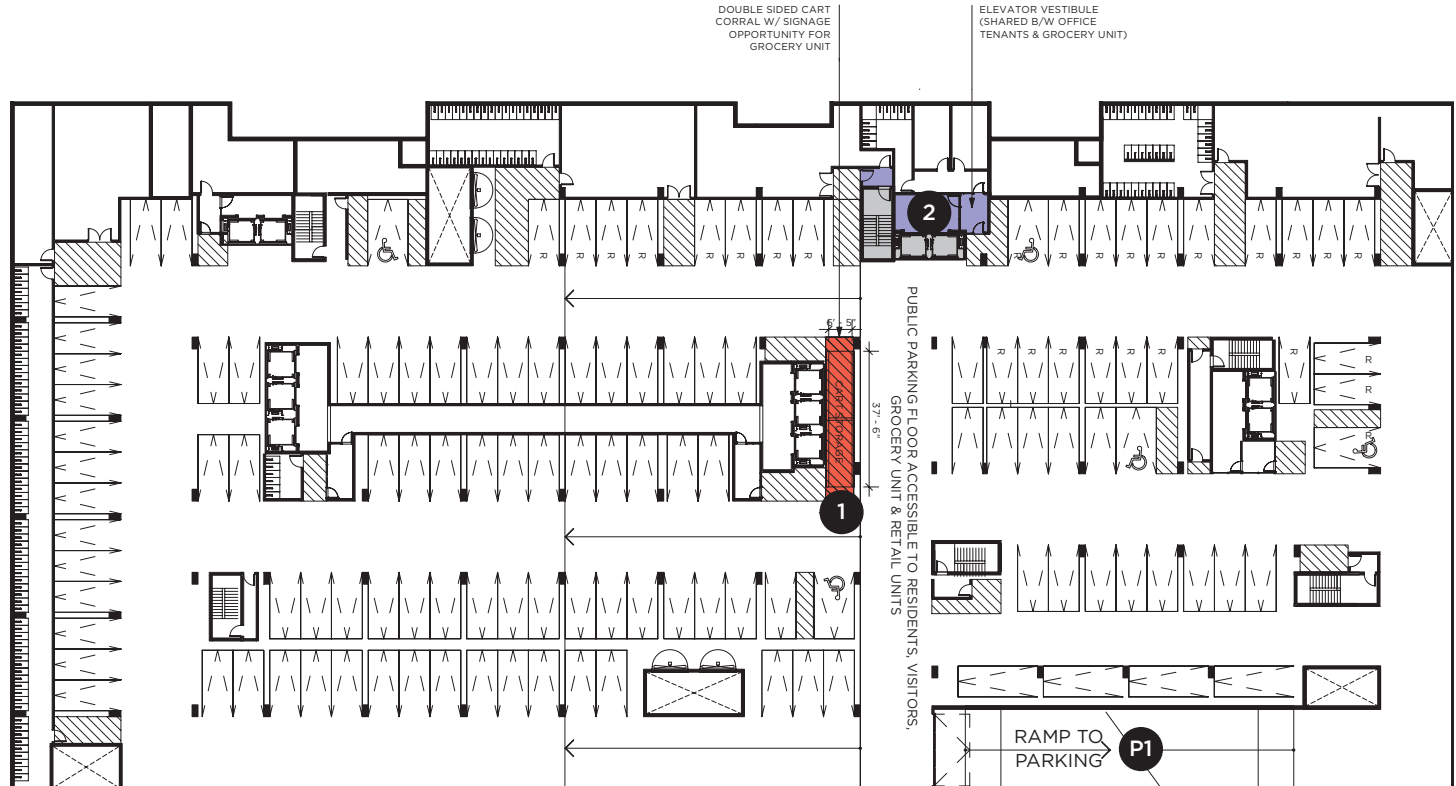 DOUBLE SIDED CART
CORRAL W/ SIGNAGE
OPPORTUNITY FOR
GROCERY UNIT
ELEVATOR VESTIBULE
(SHARED B/W OFFICE
TENANTS & GROCERY UNIT)
2
R R R R R R R R R R
R R R R R R R R R R R
6' - 5"
CART STORAGE
37' - 6"
1
PUBLIC PARKING FLOOR ACCESSIBLE TO RESIDENTS, VISITORS,
GROCERY UNIT & RETAIL UNITS
R R R R R R
R
R
R
RAMP TO
PARKING
P1